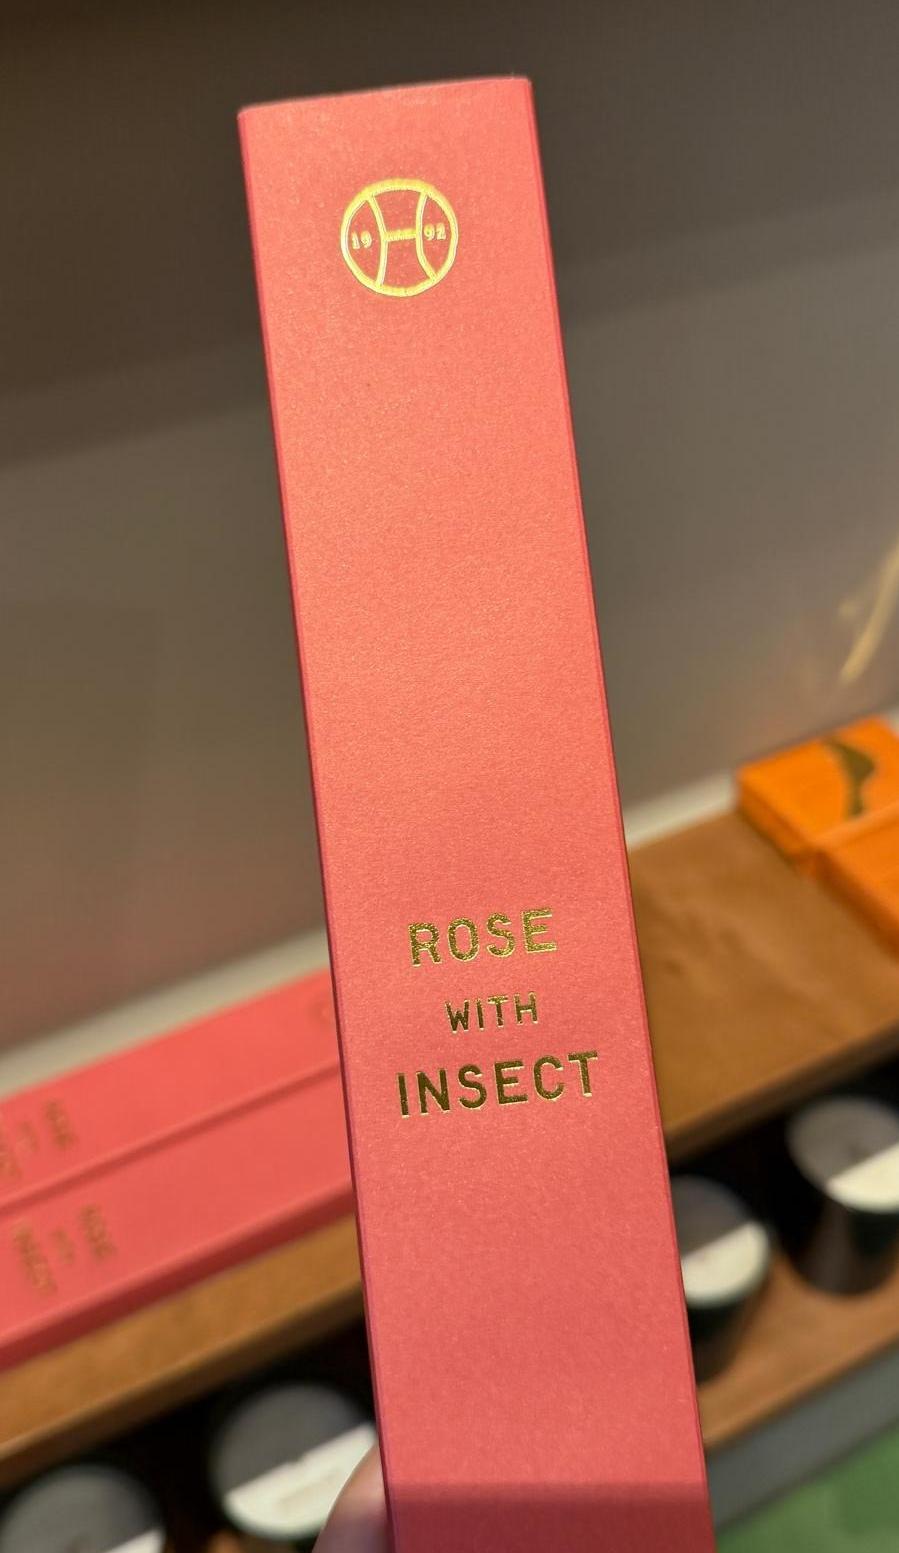 19 92
ROSE
WITH
INSECT